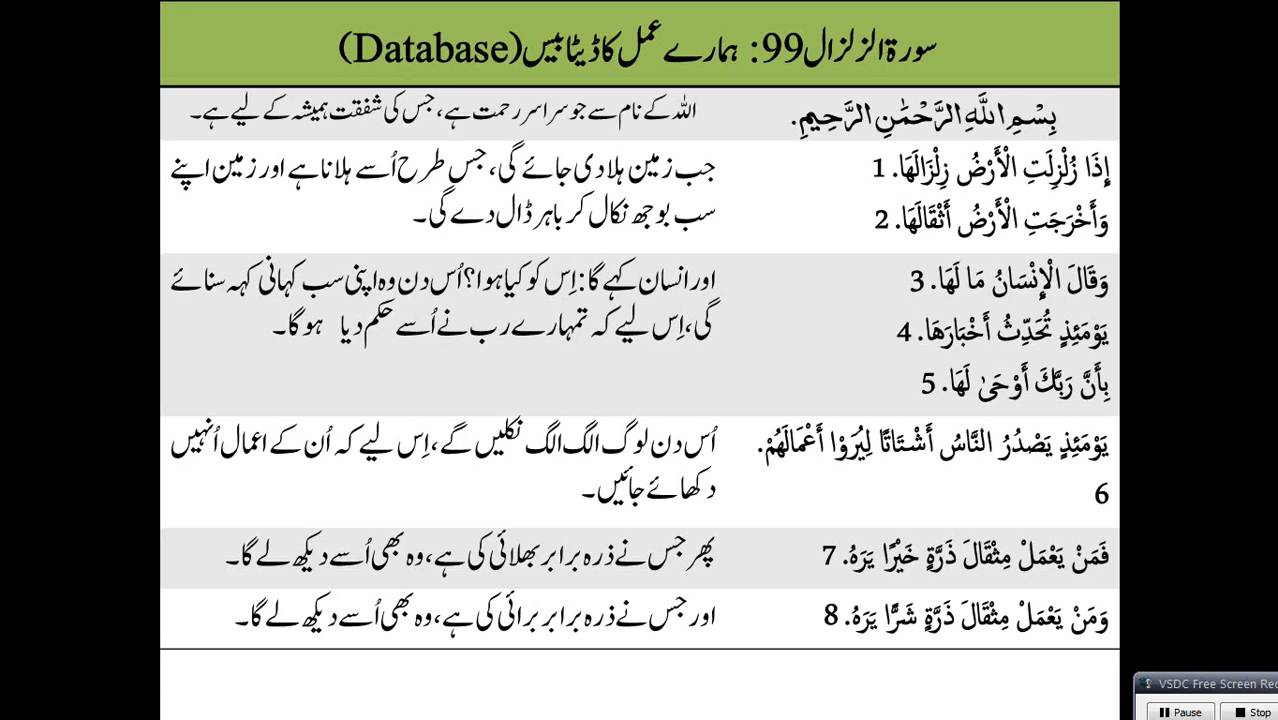 سورۃ الزلزال 99: ہمارے عمل کا ڈیٹا بیس (Database)
بِسْمِ اللَّهِ الرَّحْمَٰنِ الرَّحِيمِ.
اللہ کے نام سے جو سراسر رحمت ہے، جس کی شفقت ہمیشہ کے لیے ہے۔
إِذَا زُلْزِلَتِ الْأَرْضُ زِلْزَالَهَا. 1
وَأَخْرَجَتِ الْأَرْضُ أَثْقَالَهَا. 2
جب زمین ہلا دی جائے گی، جس طرح اُسے ہلانا ہے اور زمین اپنے
سب بوجھ نکال کر باہر ڈال دے گی۔
وَقَالَ الْإِنْسَانُ مَا لَهَا. 3
يَوْمَئِذٍ تُحَدِّثُ أَخْبَارَهَا. 4
بِأَنَّ رَبَّكَ أَوْحَىٰ لَهَا. 5
اور انسان کہے گا: اِس کو کیا ہوا؟ اُس دن وہ اپنی سب کہانی کہہ سنائے
گی، اِس لیے کہ تمہارے رب نے اُسے حکم دیا ہو گا۔
يَوْمَئِذٍ يَصْدُرُ النَّاسُ أَشْتَاتًا لِيُرَوْا أَعْمَالَهُمْ.
6
اُس دن لوگ الگ الگ نکلیں گے، اِس لیے کہ اُن کے اعمال اُنہیں
دکھائے جائیں۔
فَمَنْ يَعْمَلْ مِثْقَالَ ذَرَّةٍ خَيْرًا يَرَهُ. 7
پھر جس نے ذرہ برابر بھلائی کی ہے، وہ بھی اُسے دیکھ لے گا۔
وَمَنْ يَعْمَلْ مِثْقَالَ ذَرَّةٍ شَرًّا يَرَهُ. 8
اور جس نے ذرہ برابر برائی کی ہے، وہ بھی اُسے دیکھ لے گا۔
VSDC Free Screen Rec
Pause Stop